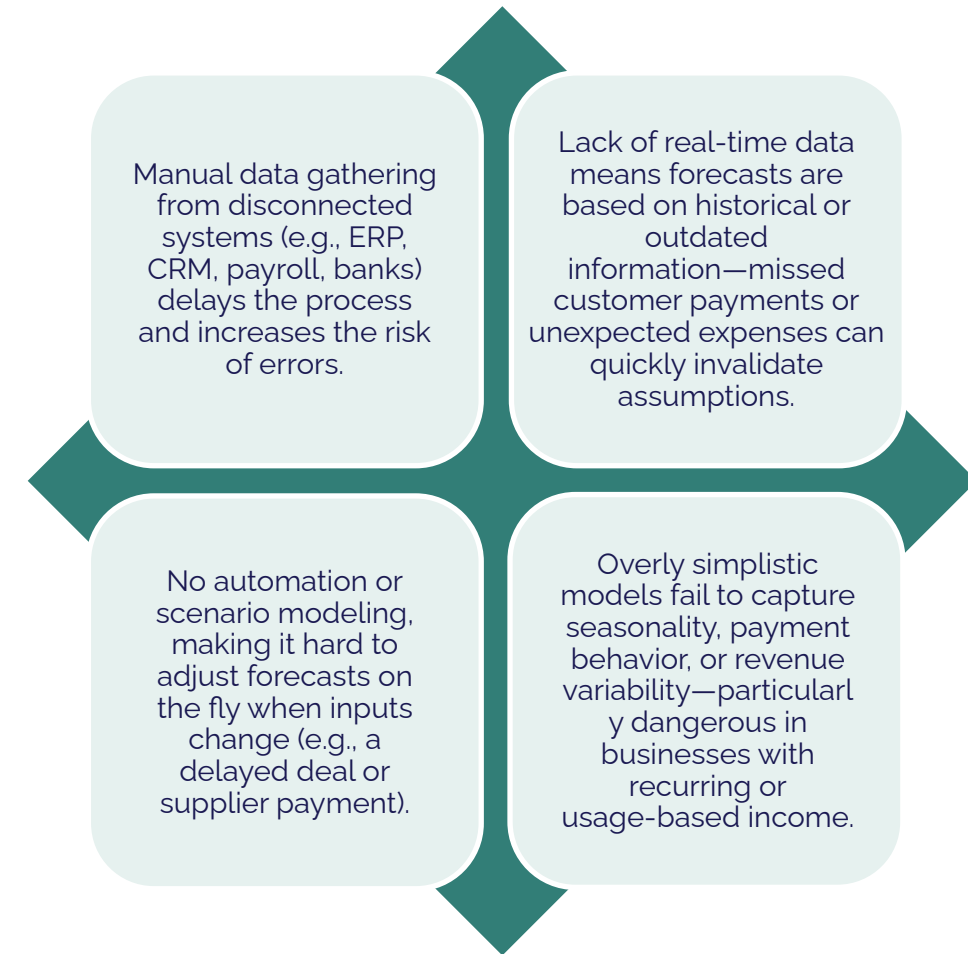 Manual data gathering
from disconnected
systems (e.g., ERP,
CRM, payroll, banks)
delays the process
and increases the risk
of errors.
Lack of real-time data
means forecasts are
based on historical or
outdated
information—missed
customer payments or
unexpected expenses can
quickly invalidate
assumptions.
No automation or
scenario modeling,
making it hard to
adjust forecasts on
the fly when inputs
change (e.g., a
delayed deal or
supplier payment).
Overly simplistic
models fail to capture
seasonality, payment
behavior, or revenue
variability—particularl
y dangerous in
businesses with
recurring or
usage-based income.